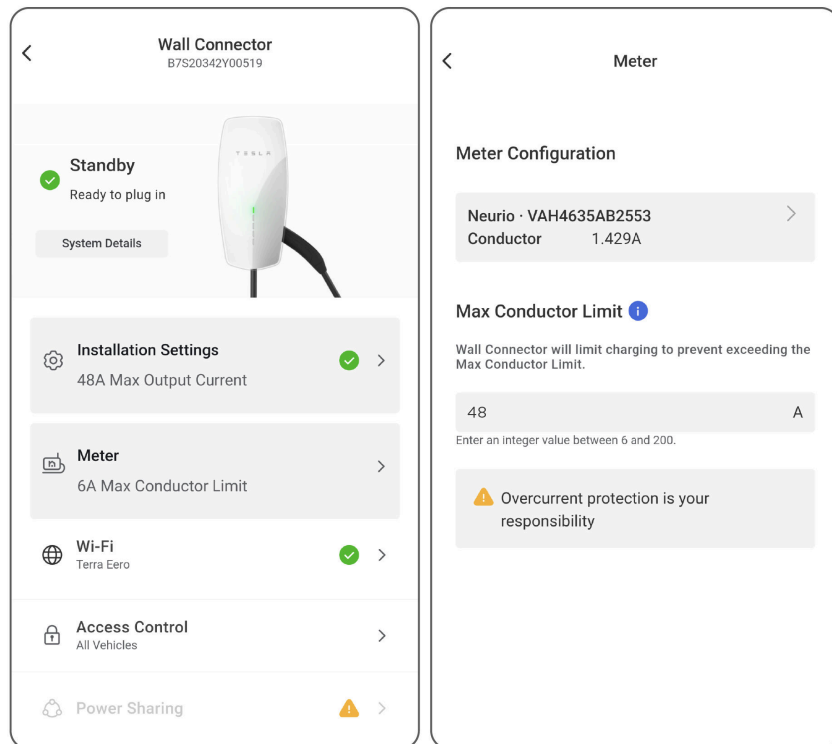 Wall Connector
B7S20342Y00519
TESLA
Standby
Ready to plug in
System Details
Installation Settings
48A Max Output Current
Meter
6A Max Conductor Limit
Wi-Fi
Terra Eero
Access Control
All Vehicles
Power Sharing
Meter
Meter Configuration
Neurio · VAH4635AB2553
Conductor 1.429A
Max Conductor Limit
Wall Connector will limit charging to prevent exceeding the
Max Conductor Limit.
48 A
Enter an integer value between 6 and 200.
Overcurrent protection is your
responsibility